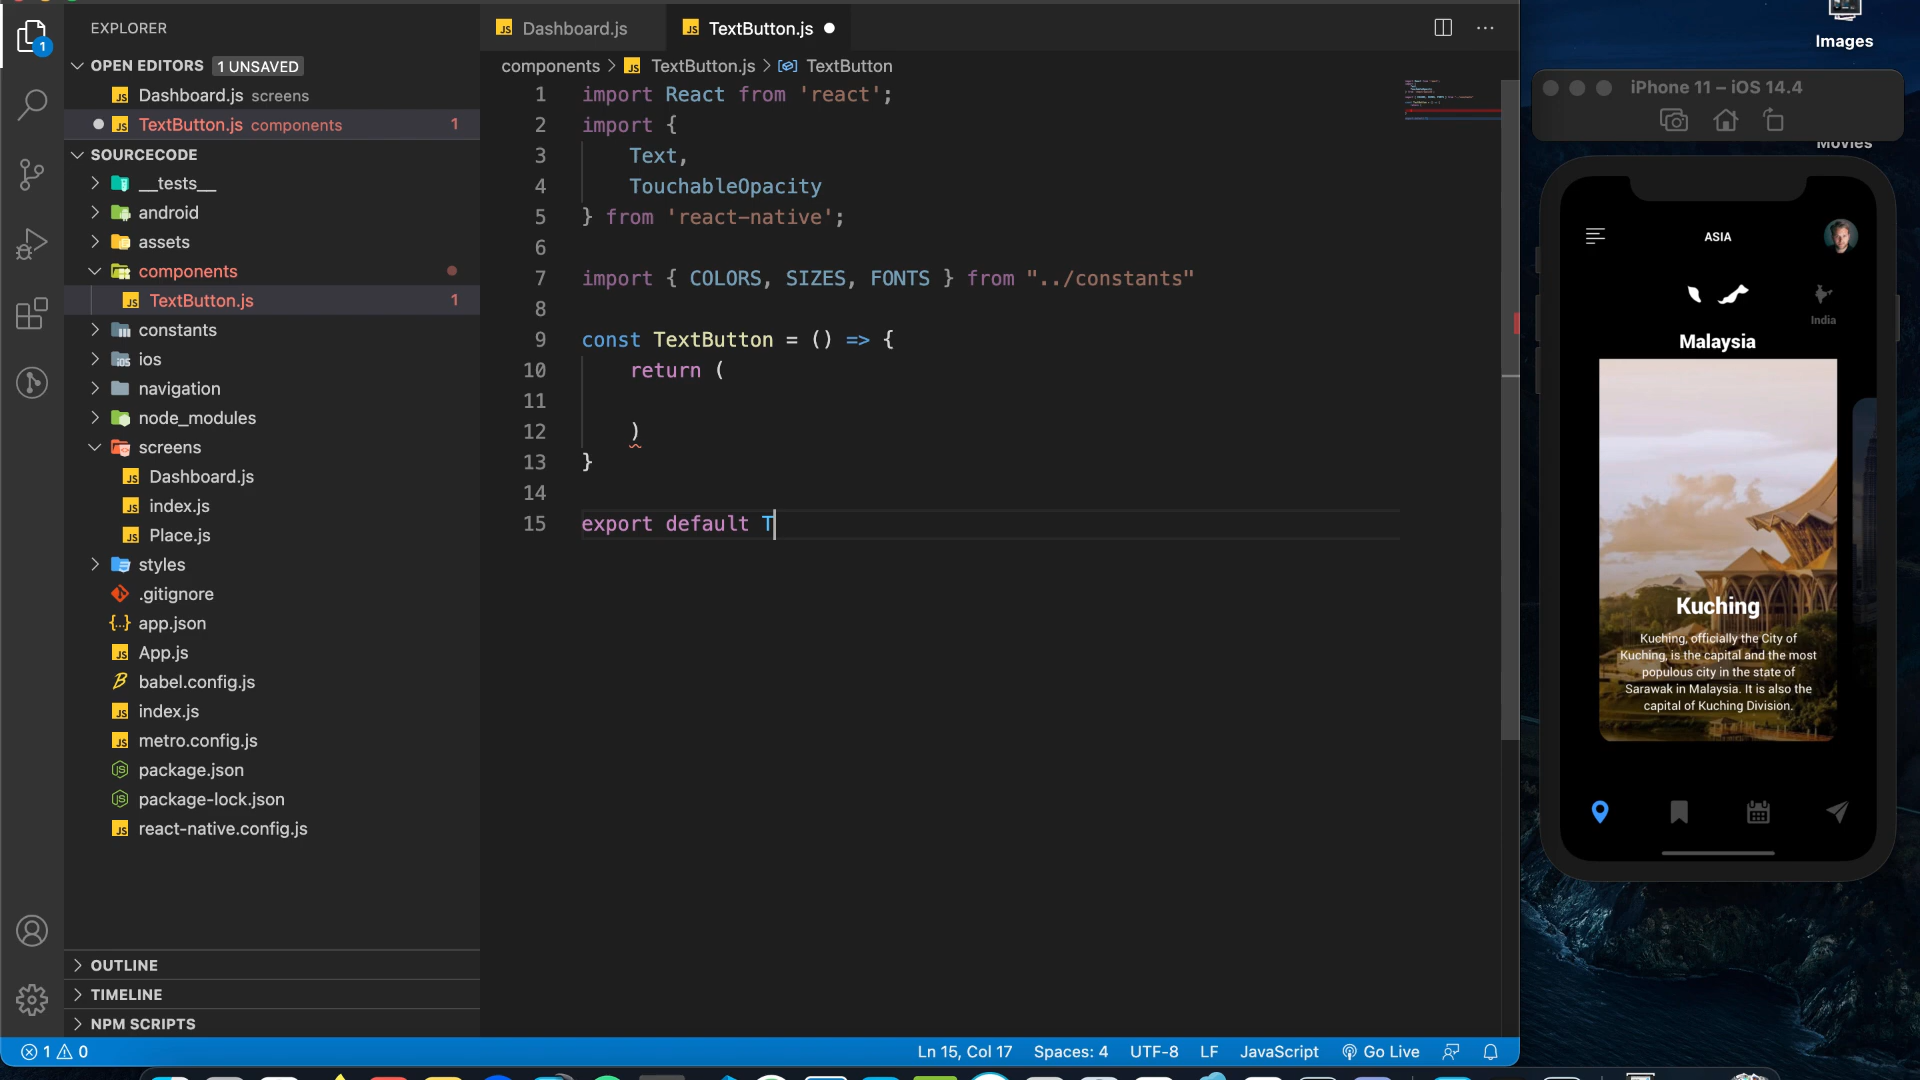 EXPLORER
OPEN EDITORS 1 UNSAVED
Dashboard.js screens
TextButton.js components 1
SOURCECODE
__tests__
android
assets
components
TextButton.js 1
constants
ios
navigation
node_modules
screens
Dashboard.js
index.js
Place.js
styles
.gitignore
app.json
App.js
babel.config.js
index.js
metro.config.js
package.json
package-lock.json
react-native.config.js
OUTLINE
TIMELINE
NPM SCRIPTS
Dashboard.js
TextButton.js
components > TextButton.js > TextButton
1 import React from 'react';
2 import {
3 Text,
4 TouchableOpacity
5 } from 'react-native';
6
7 import { COLORS, SIZES, FONTS } from "../constants"
8
9 const TextButton = () => {
10 return (
11
12 )
13 }
14
15 export default T
1 0
Ln 15, Col 17
Spaces: 4
UTF-8
LF
JavaScript
Go Live
Images
iPhone 11 – iOS 14.4
Movies
ASIA
India
Malaysia
Kuching
Kuching, officially the City of
Kuching, is the capital and the most
populous city in the state of
Sarawak in Malaysia. It is also the
capital of Kuching Division.